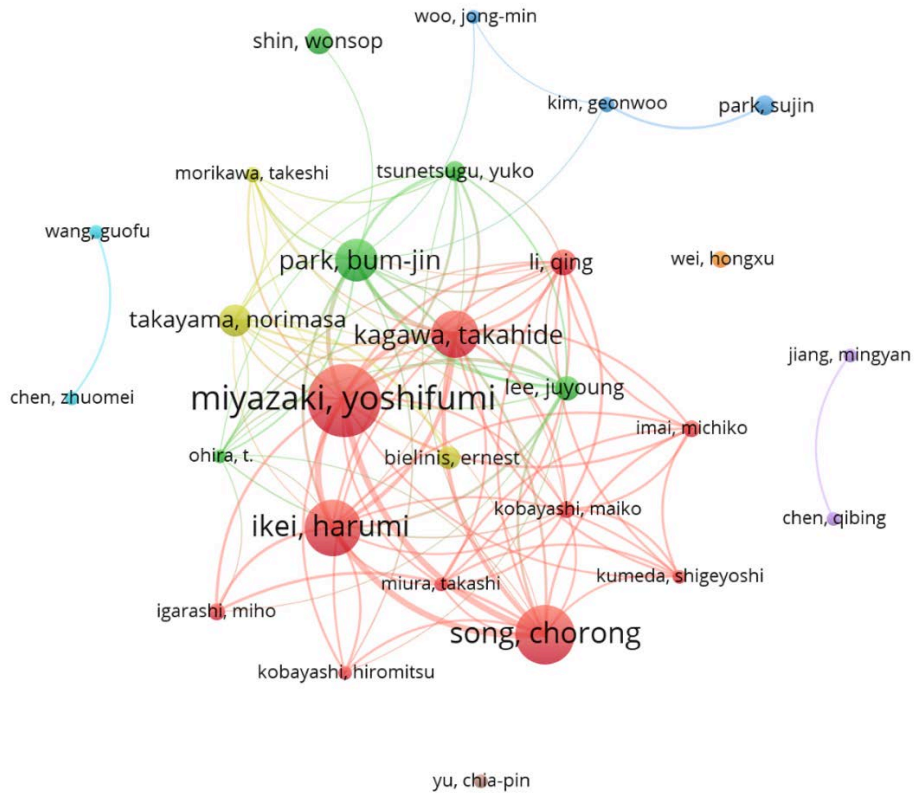 woo, jong-min
shin, wonsop
kim, geonwoo
park, sujin
morikawa, takeshi
tsunetsugu, yuko
wang, guofu
park, bum-jin
li, qing
wei, hongxu
takayama, norimasa
kagawa, takahide
jiang, mingyan
miyazaki, yoshifumi
lee, juyoung
chen, zhuomei
imai, michiko
ohira, t.
bielinis, ernest
kobayashi, maiko
chen, qibing
ikei, harumi
miura, takashi
kumeda, shigeyoshi
igarashi, miho
song, chorong
kobayashi, hiromitsu
yu, chia-pin